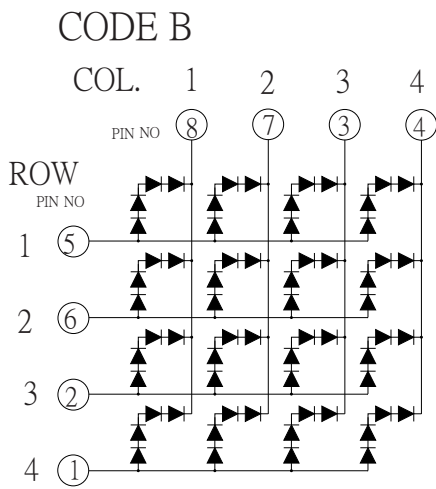 CODE B
COL. 1 2 3 4
PIN NO 8 7 3 4
ROW
PIN NO
1 5
2 6
3 2
4 1